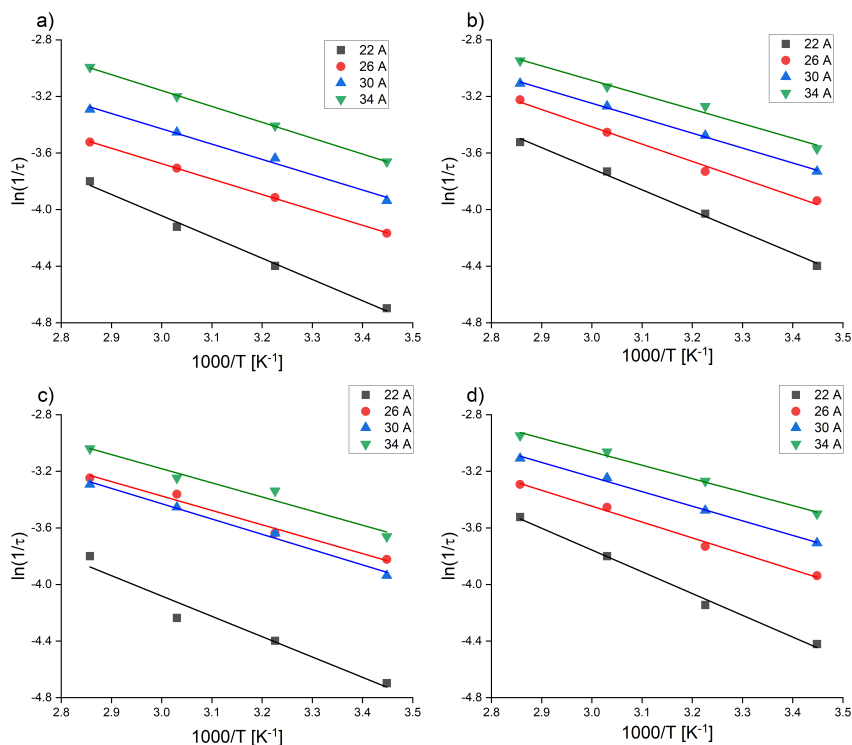 a)
22 A
26 A
30 A
34 A
-2.8
-3.2
-3.6
-4.0
-4.4
-4.8
ln(1/τ)
2.8 2.9 3.0 3.1 3.2 3.3 3.4 3.5
1000/T [K-1]
b)
22 A
26 A
30 A
34 A
-2.8
-3.2
-3.6
-4.0
-4.4
-4.8
ln(1/τ)
2.8 2.9 3.0 3.1 3.2 3.3 3.4 3.5
1000/T [K-1]
c)
22 A
26 A
30 A
34 A
-2.8
-3.2
-3.6
-4.0
-4.4
-4.8
ln(1/τ)
2.8 2.9 3.0 3.1 3.2 3.3 3.4 3.5
1000/T [K-1]
d)
22 A
26 A
30 A
34 A
-2.8
-3.2
-3.6
-4.0
-4.4
-4.8
ln(1/τ)
2.8 2.9 3.0 3.1 3.2 3.3 3.4 3.5
1000/T [K-1]